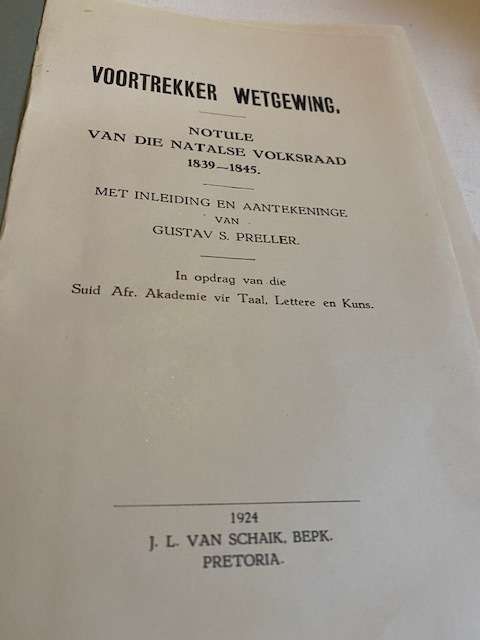 VOORTREKKER WETGEWING.
NOTULE
VAN DIE NATALSE VOLKSRAAD
1839—1845.
MET INLEIDING EN AANTEKENINGE
VAN
GUSTAV S. PRELLER.
In opdrag van die
Suid Afr. Akademie vir Taal, Lettere en Kuns.
1924
J. L. VAN SCHAIK, BEPK.
PRETORIA.